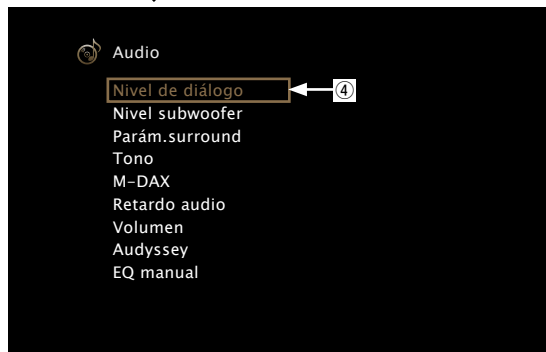 Audio
Nivel de diálogo ④
Nivel subwoofer
Parám.surround
Tono
M-DAX
Retardo audio
Volumen
Audyssey
EQ manual